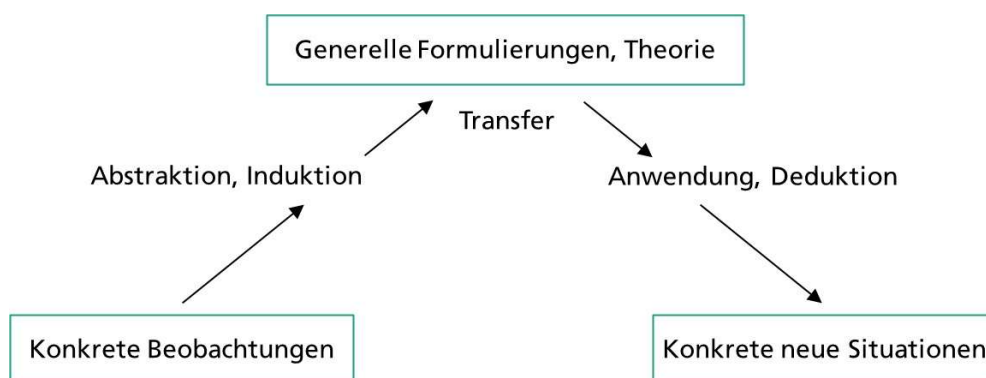 Generelle Formulierungen, Theorie
Transfer
Abstraktion, Induktion
Anwendung, Deduktion
Konkrete Beobachtungen
Konkrete neue Situationen